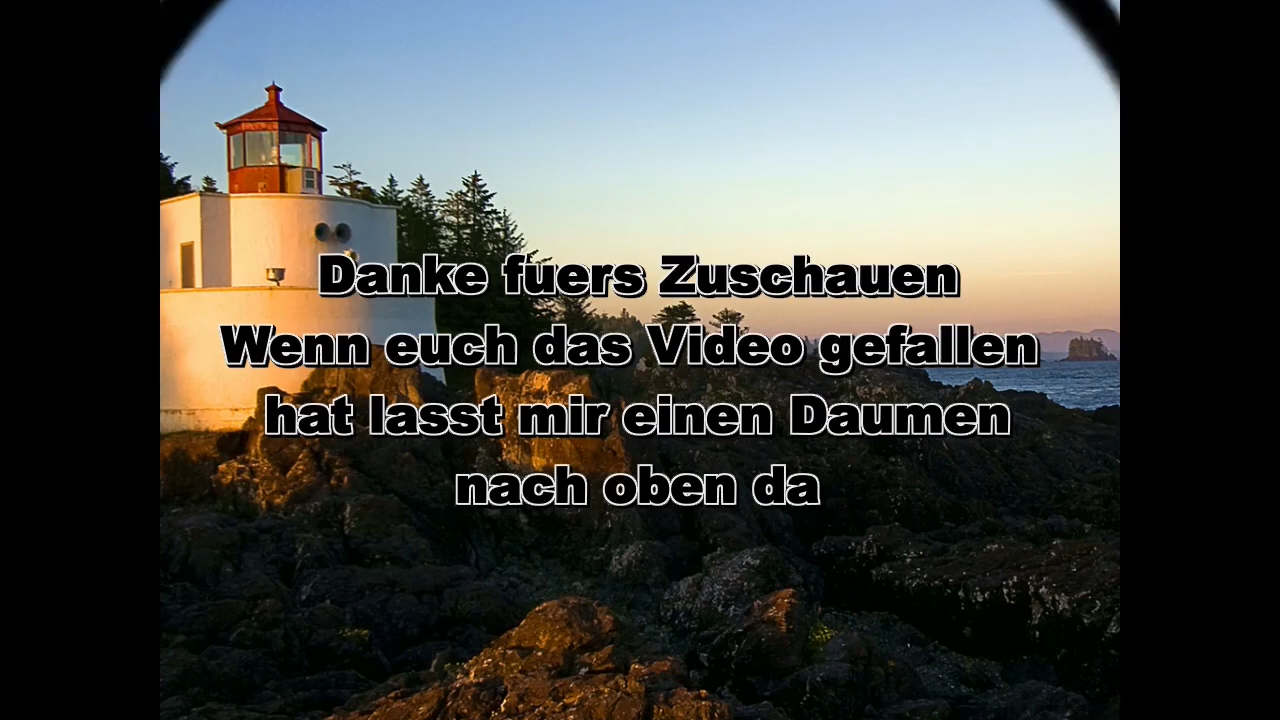 Danke fuers Zuschauen
Wenn euch das Video gefallen
hat lasst mir einen Daumen
nach oben da